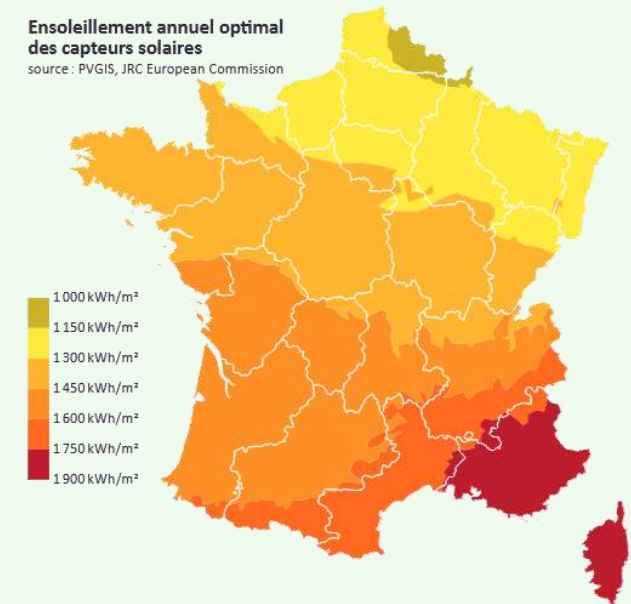 Ensoleillement annuel optimal
des capteurs solaires
source : PVGIS, JRC European Commission
1 000 kWh/m²
1 150 kWh/m²
1 300 kWh/m²
1 450 kWh/m²
1 600 kWh/m²
1 750 kWh/m²
1 900 kWh/m²